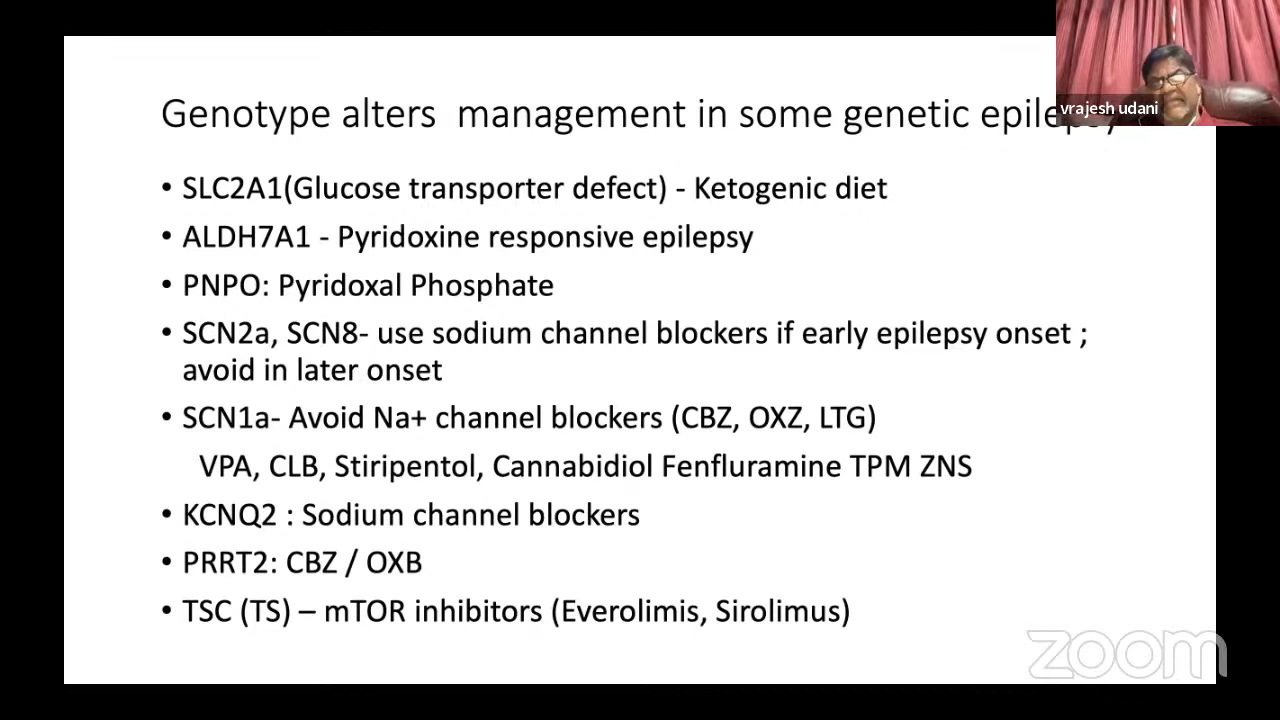 vrajesh udani
Genotype alters management in some genetic
• SLC2A1(Glucose transporter defect) - Ketogenic diet
• ALDH7A1 - Pyridoxine responsive epilepsy
• PNPO: Pyridoxal Phosphate
• SCN2a, SCN8- use sodium channel blockers if early epilepsy onset ;
avoid in later onset
• SCN1a- Avoid Na+ channel blockers (CBZ, OXZ, LTG)
VPA, CLB, Stiripentol, Cannabidiol Fenfluramine TPM ZNS
• KCNQ2 : Sodium channel blockers
• PRRT2: CBZ / OXB
• TSC (TS) – mTOR inhibitors (Everolimis, Sirolimus)
zoom